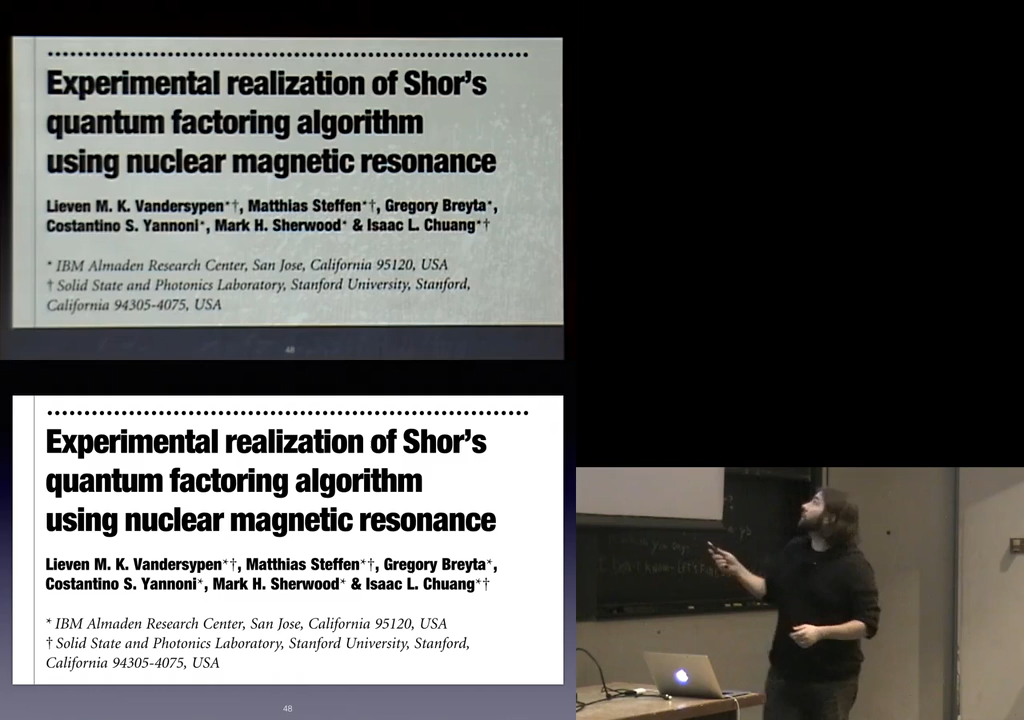 Experimental realization of Shor's
quantum factoring algorithm
using nuclear magnetic resonance
Lieven M. K. Vandersypen*†, Matthias Steffen*†, Gregory Breyta*,
Costantino S. Yannoni*, Mark H. Sherwood* & Isaac L. Chuang*†
* IBM Almaden Research Center, San Jose, California 95120, USA
† Solid State and Photonics Laboratory, Stanford University, Stanford,
California 94305-4075, USA
48
Experimental realization of Shor's
quantum factoring algorithm
using nuclear magnetic resonance
Lieven M. K. Vandersypen*†, Matthias Steffen*†, Gregory Breyta*,
Costantino S. Yannoni*, Mark H. Sherwood* & Isaac L. Chuang*†
* IBM Almaden Research Center, San Jose, California 95120, USA
† Solid State and Photonics Laboratory, Stanford University, Stanford,
California 94305-4075, USA
48